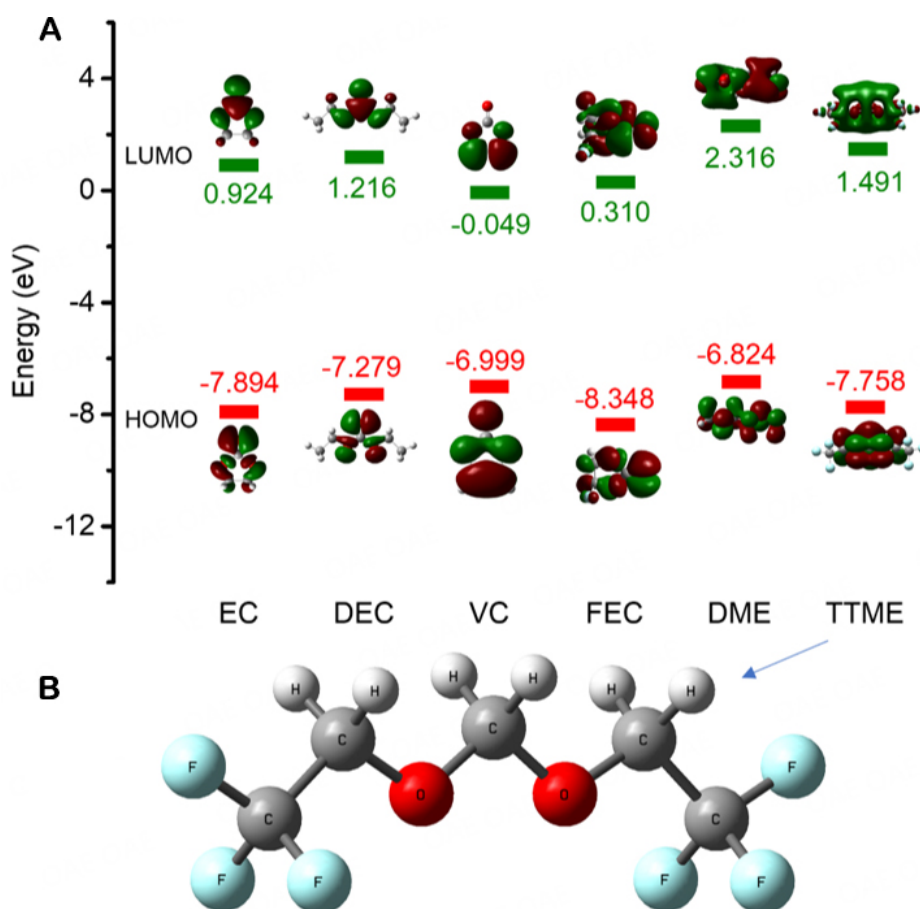 A
4
LUMO
0.924
1.216
-0.049
0.310
2.316
1.491
0
Energy (eV)
-4
-7.894
-7.279
-6.999
-8.348
-6.824
-7.758
-8
HOMO
-12
EC DEC VC FEC DME TTME
B
H H H H H H
C C C
F O O F
C C
F F F F